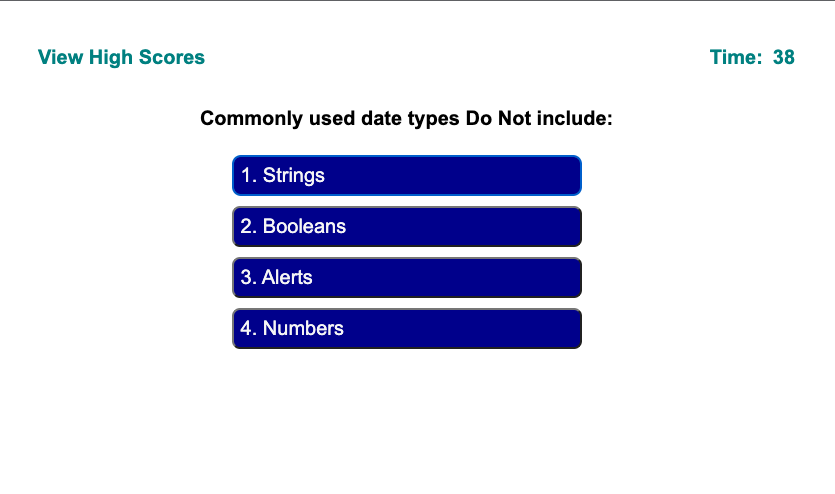 View High Scores
Time: 38
Commonly used date types Do Not include:
1. Strings
2. Booleans
3. Alerts
4. Numbers